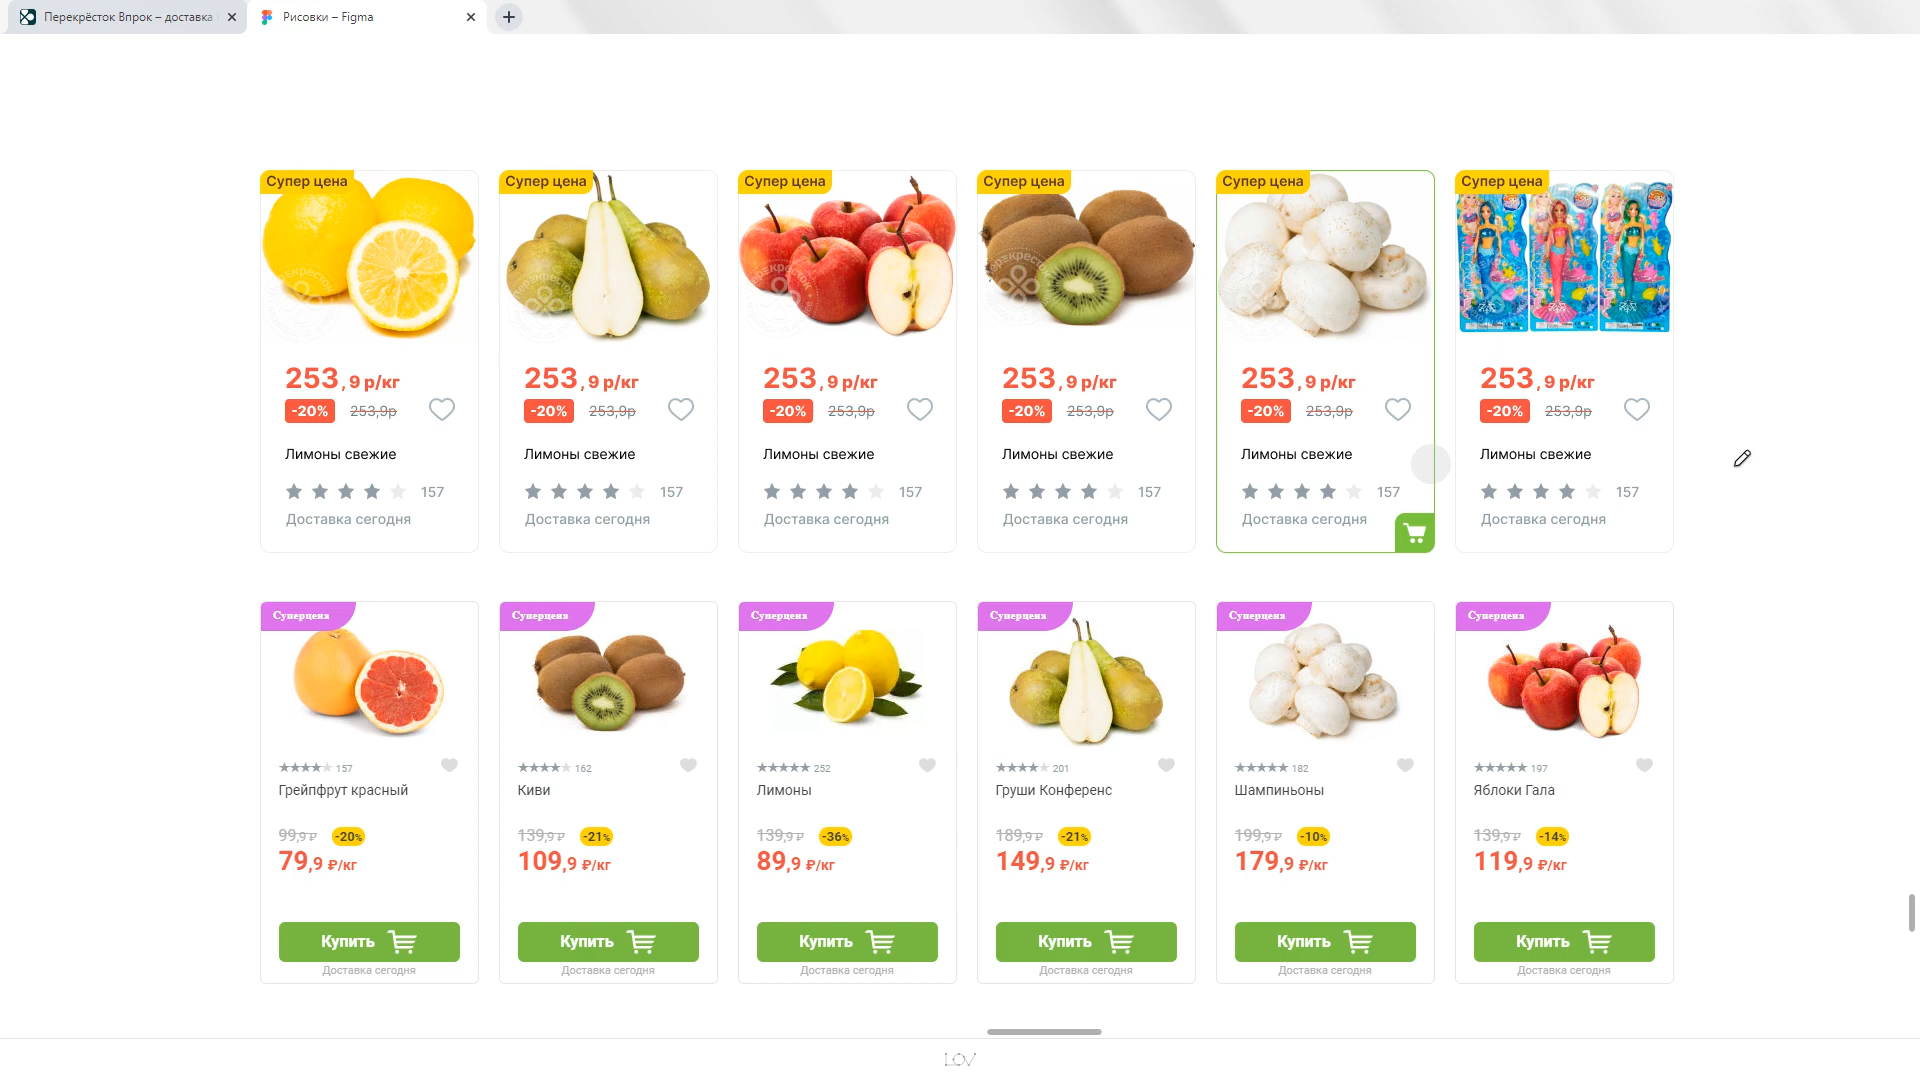 Перекрёсток Впрок – доставка
Рисовки – Figma
Супер цена
Супер цена
Супер цена
Супер цена
Супер цена
Супер цена
253, 9 р/кг
253, 9 р/кг
253, 9 р/кг
253, 9 р/кг
253, 9 р/кг
253, 9 р/кг
-20% 253,9р
-20% 253,9р
-20% 253,9р
-20% 253,9р
-20% 253,9р
-20% 253,9р
Лимоны свежие
Лимоны свежие
Лимоны свежие
Лимоны свежие
Лимоны свежие
Лимоны свежие
157
157
157
157
157
157
Доставка сегодня
Доставка сегодня
Доставка сегодня
Доставка сегодня
Доставка сегодня
Доставка сегодня
Суперцена
Суперцена
Суперцена
Суперцена
Суперцена
Суперцена
157
162
252
201
182
197
Грейпфрут красный
Киви
Лимоны
Груши Конференс
Шампиньоны
Яблоки Гала
99,9 ₽ -20%
139,9 ₽ -21%
139,9 ₽ -36%
189,9 ₽ -21%
199,9 ₽ -10%
139,9 ₽ -14%
79,9 ₽/кг
109,9 ₽/кг
89,9 ₽/кг
149,9 ₽/кг
179,9 ₽/кг
119,9 ₽/кг
Купить
Купить
Купить
Купить
Купить
Купить
Доставка сегодня
Доставка сегодня
Доставка сегодня
Доставка сегодня
Доставка сегодня
Доставка сегодня
LOV